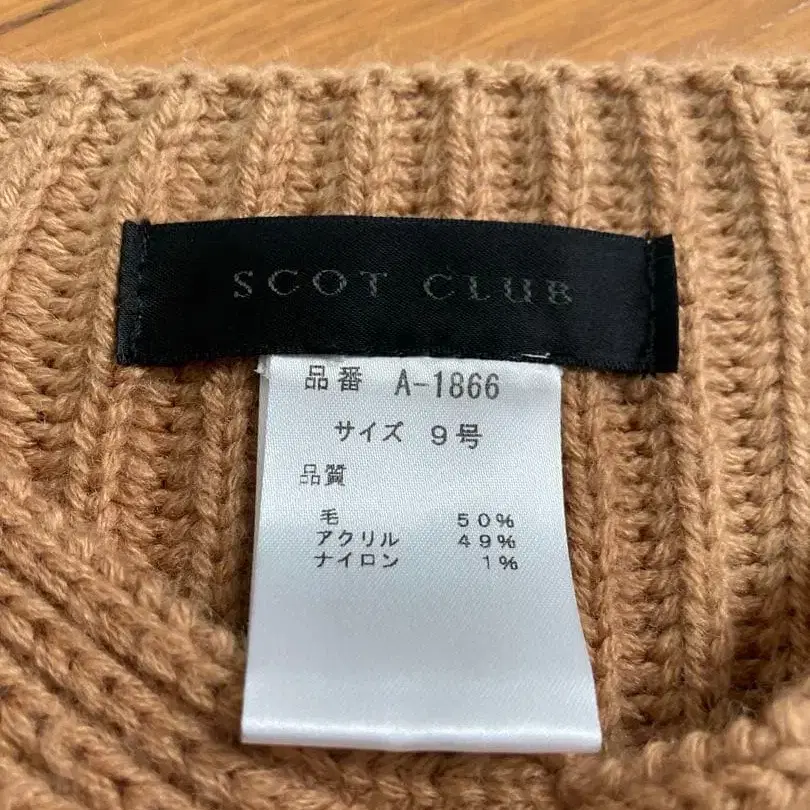 SCOT CLUB
品番 A-1866
サイズ 9号
品質
毛 50%
アクリル 49%
ナイロン 1%